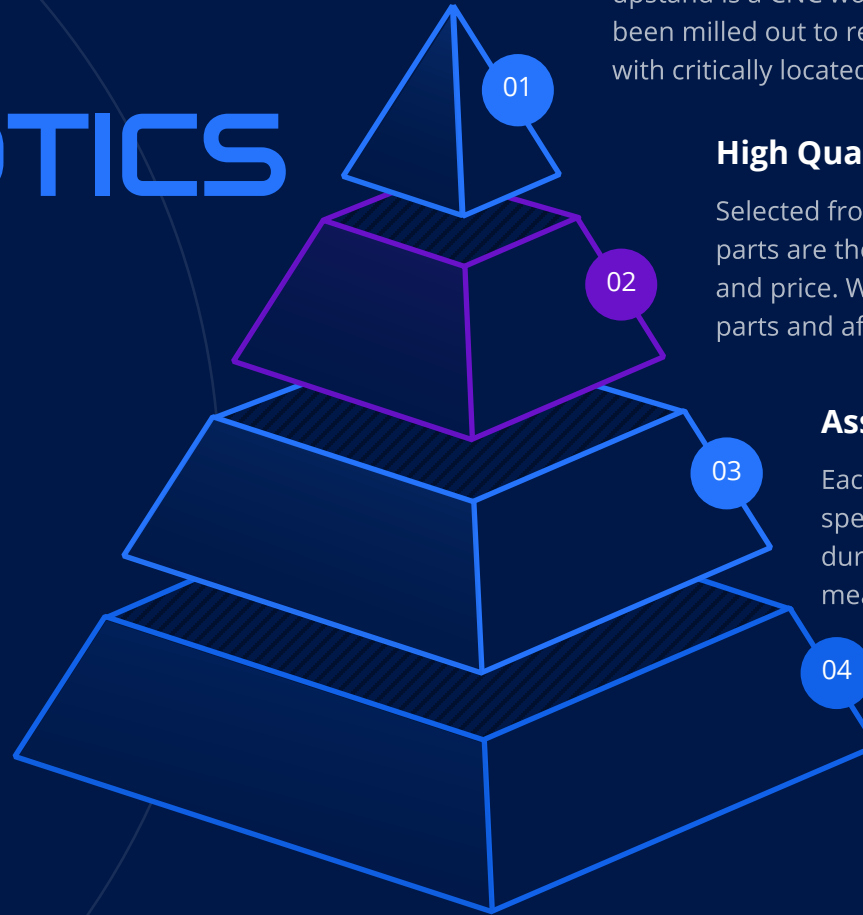 been milled out to re
with critically located
OTICS
01
High Qua
Selected fro
parts are the
and price. W
parts and af
02
Ass
03
Eac
spe
dur
mea
04